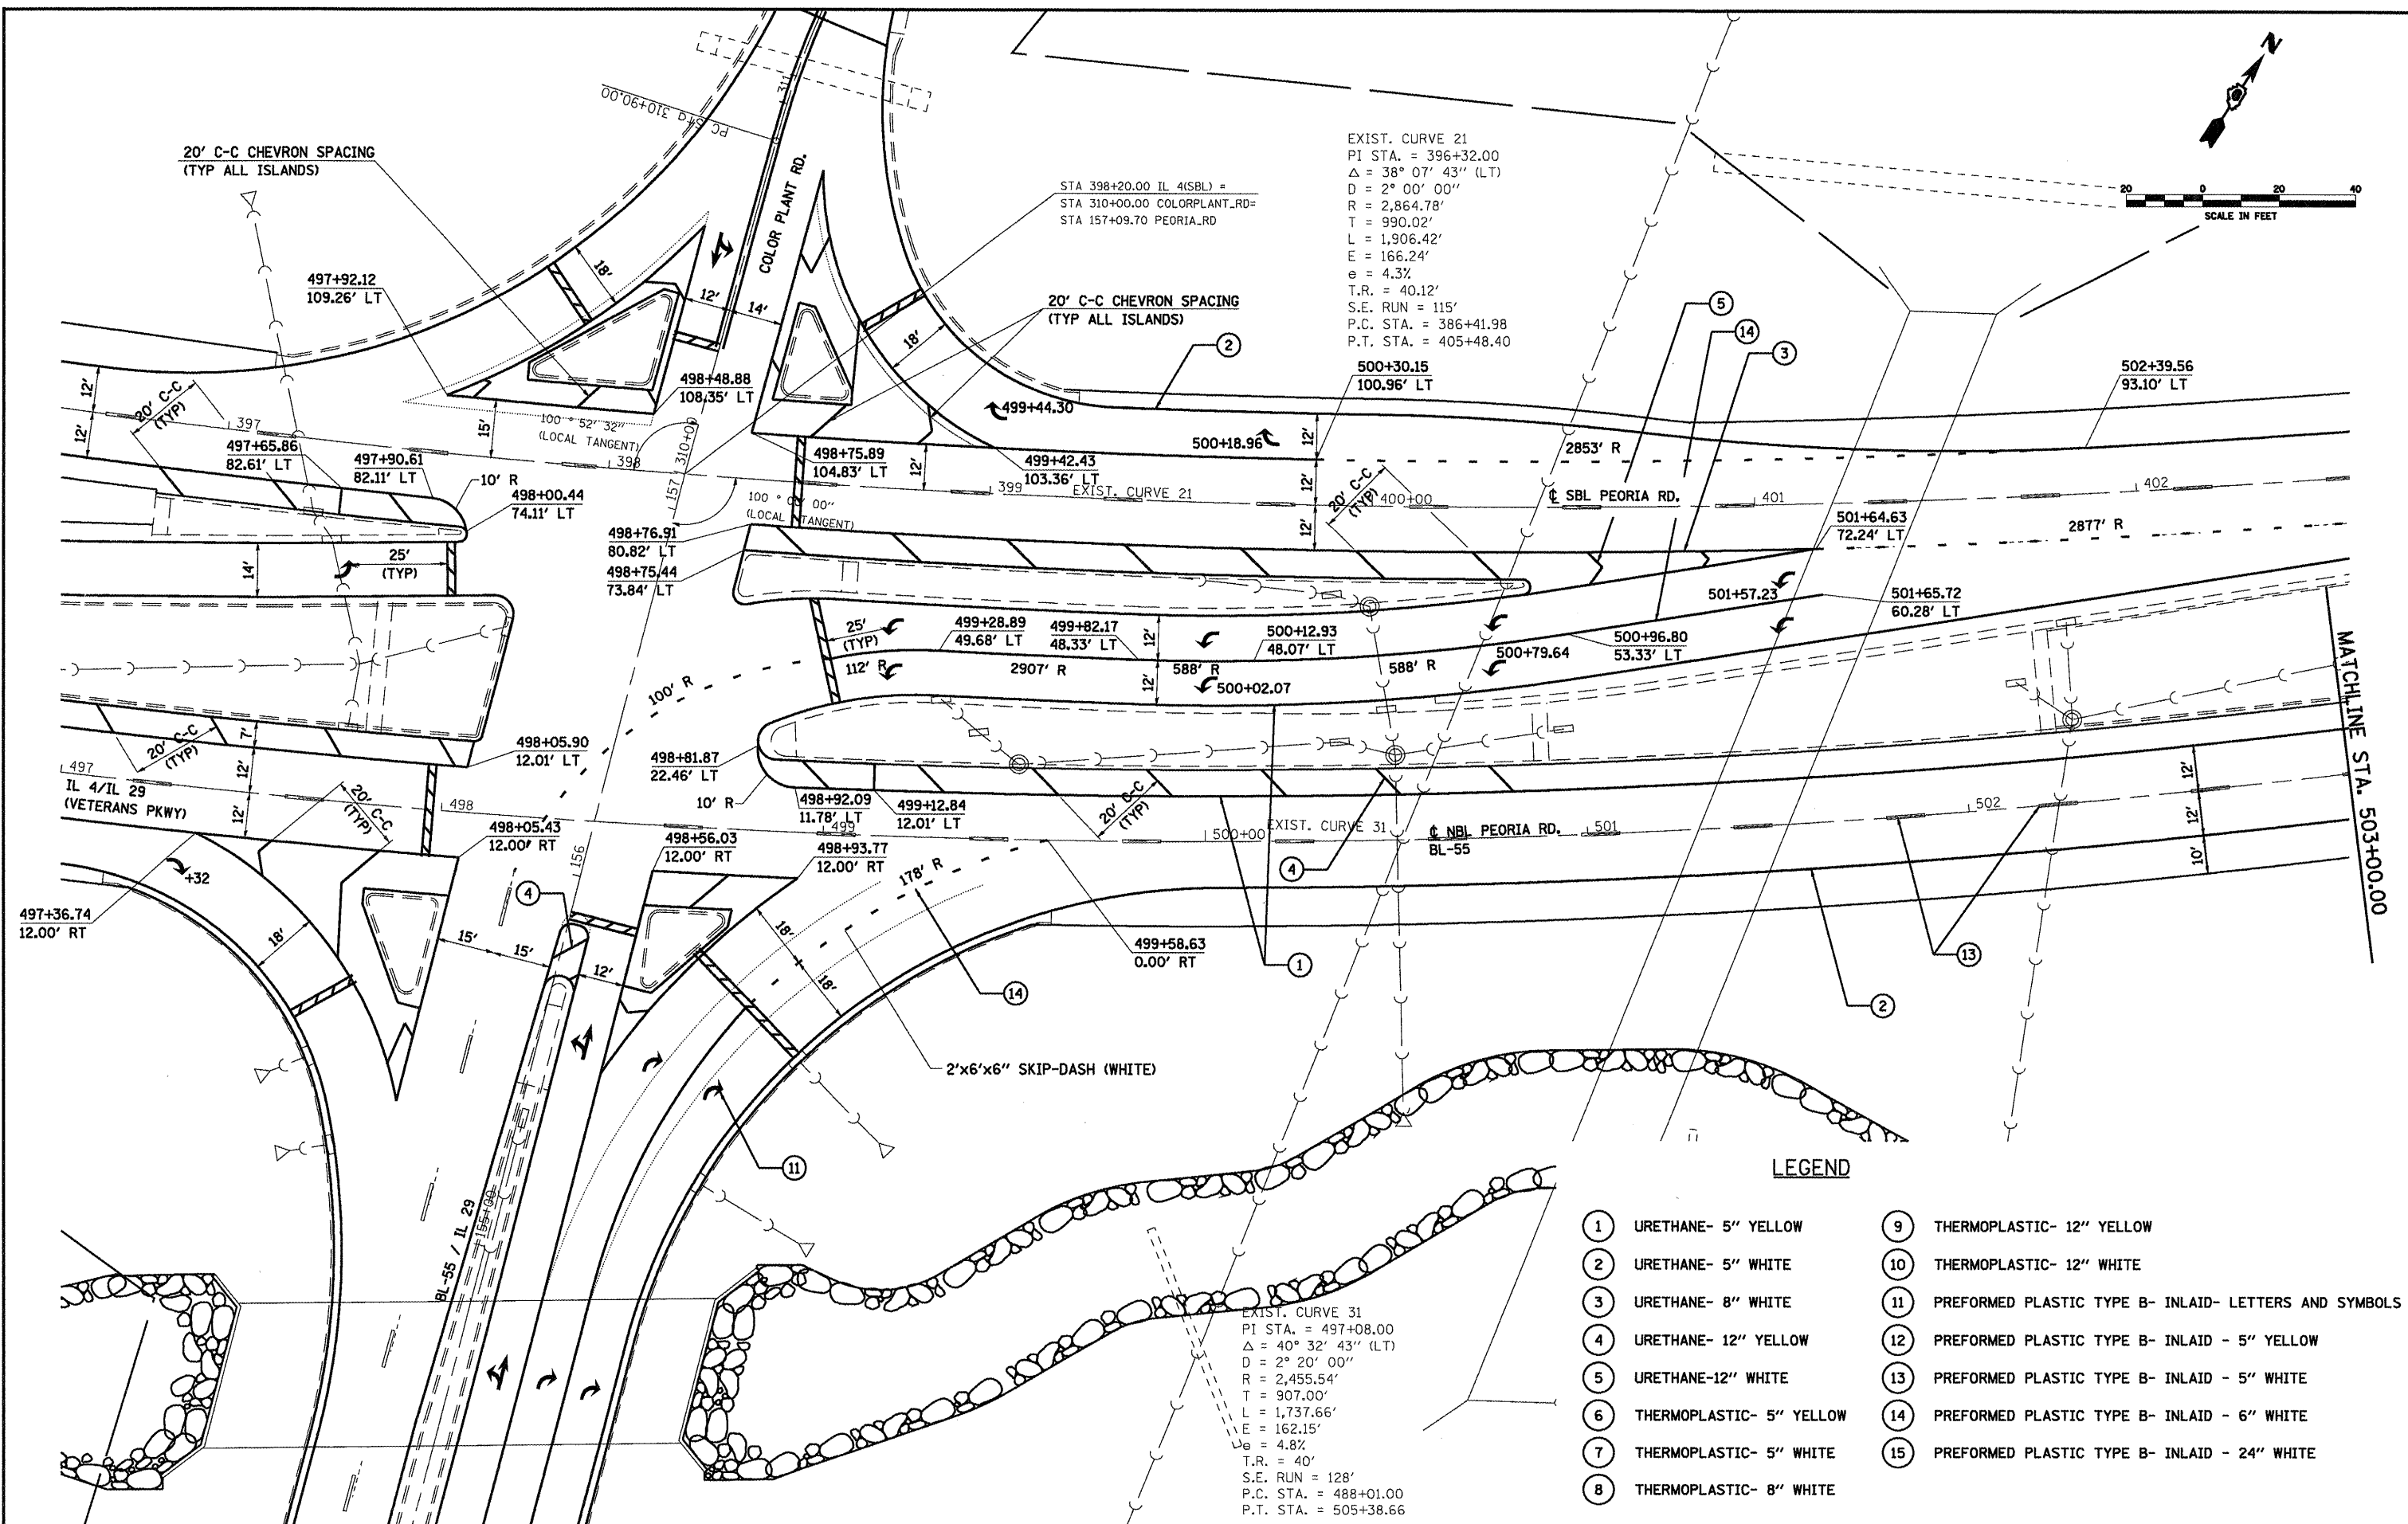 N
20 0 20 40
SCALE IN FEET
20' C-C CHEVRON SPACING
(TYP ALL ISLANDS)
PC Sta 310+90.00
311
COLOR PLANT RD.
STA 398+20.00 IL 4(SBL) =
STA 310+00.00 COLORPLANT_RD=
STA 157+09.70 PEORIA_RD
EXIST. CURVE 21
PI STA. = 396+32.00
Δ = 38° 07' 43" (LT)
D = 2° 00' 00"
R = 2,864.78'
T = 990.02'
L = 1,906.42'
E = 166.24'
e = 4.3%
T.R. = 40.12'
S.E. RUN = 115'
P.C. STA. = 386+41.98
P.T. STA. = 405+48.40
497+92.12
109.26' LT
18'
12'
14'
20' C-C CHEVRON SPACING
(TYP ALL ISLANDS)
18'
2
5
14
3
500+30.15
100.96' LT
502+39.56
93.10' LT
12'
12'
20' C-C
(TYP)
397
498+48.88
108.35' LT
15'
100 ° 52' 32"
(LOCAL TANGENT)
310+00
398
499+44.30
500+18.96
12'
12'
12'
2853' R
497+65.86
82.61' LT
497+90.61
82.11' LT
10' R
498+00.44
74.11' LT
498+75.89
104.83' LT
12'
499+42.43
103.36' LT
399
EXIST. CURVE 21
20' C-C
(TYP)
400+00
℄ SBL PEORIA RD.
401
402
157
100 ° 02' 00"
(LOCAL TANGENT)
498+76.91
80.82' LT
498+75.44
73.84' LT
501+64.63
72.24' LT
2877' R
14'
25'
(TYP)
25'
(TYP)
499+28.89
49.68' LT
499+82.17
48.33' LT
12'
12'
500+12.93
48.07' LT
501+57.23
501+65.72
60.28' LT
500+96.80
53.33' LT
500+79.64
100' R
112' R
2907' R
588' R
588' R
500+02.07
MATCHLINE STA. 503+00.00
20' C-C
(TYP)
7'
12'
12'
498+05.90
12.01' LT
498+81.87
22.46' LT
10' R
497
IL 4/IL 29
(VETERANS PKWY)
20' C-C
(TYP)
498
498+92.09
11.78' LT
499+12.84
12.01' LT
499
20' C-C
(TYP)
500+00
EXIST. CURVE 31
℄ NBL PEORIA RD.
BL-55
501
502
12'
12'
10'
498+05.43
12.00' RT
156
498+56.03
12.00' RT
498+93.77
12.00' RT
178' R
4
4
+32
497+36.74
12.00' RT
18'
15'
15'
12'
18'
18'
499+58.63
0.00' RT
1
13
2
14
2'x6'x6" SKIP-DASH (WHITE)
11
BL-55 / IL 29
155+00
EXIST. CURVE 31
PI STA. = 497+08.00
Δ = 40° 32' 43" (LT)
D = 2° 20' 00"
R = 2,455.54'
T = 907.00'
L = 1,737.66'
E = 162.15'
e = 4.8%
T.R. = 40'
S.E. RUN = 128'
P.C. STA. = 488+01.00
P.T. STA. = 505+38.66
LEGEND
1 URETHANE- 5" YELLOW
2 URETHANE- 5" WHITE
3 URETHANE- 8" WHITE
4 URETHANE- 12" YELLOW
5 URETHANE-12" WHITE
6 THERMOPLASTIC- 5" YELLOW
7 THERMOPLASTIC- 5" WHITE
8 THERMOPLASTIC- 8" WHITE
9 THERMOPLASTIC- 12" YELLOW
10 THERMOPLASTIC- 12" WHITE
11 PREFORMED PLASTIC TYPE B- INLAID- LETTERS AND SYMBOLS
12 PREFORMED PLASTIC TYPE B- INLAID - 5" YELLOW
13 PREFORMED PLASTIC TYPE B- INLAID - 5" WHITE
14 PREFORMED PLASTIC TYPE B- INLAID - 6" WHITE
15 PREFORMED PLASTIC TYPE B- INLAID - 24" WHITE